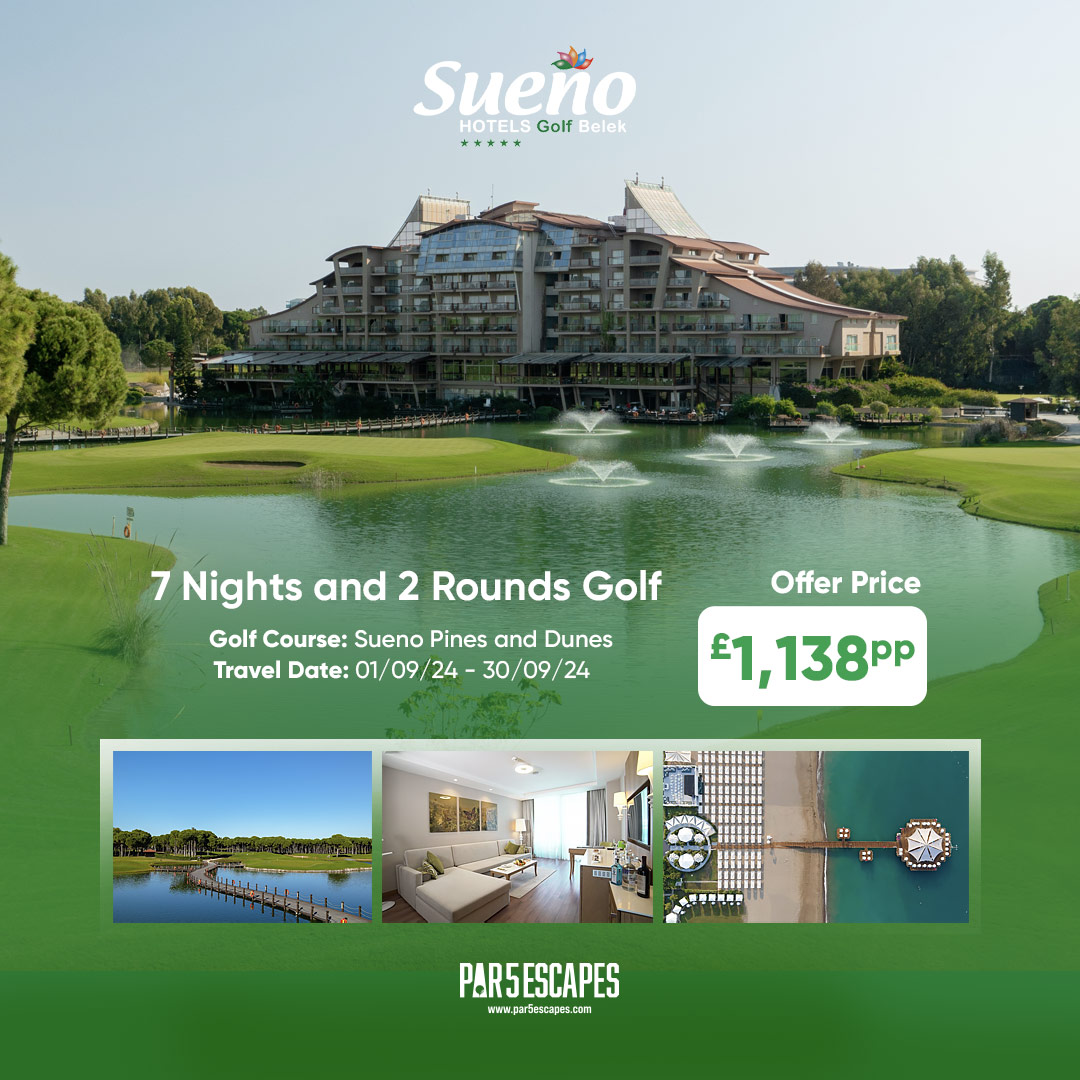 Sueno
HOTELS Golf Belek
★★★★★
7 Nights and 2 Rounds Golf
Golf Course: Sueno Pines and Dunes
Travel Date: 01/09/24 - 30/09/24
Offer Price
£1,138pp
PAR5ESCAPES
www.par5escapes.com